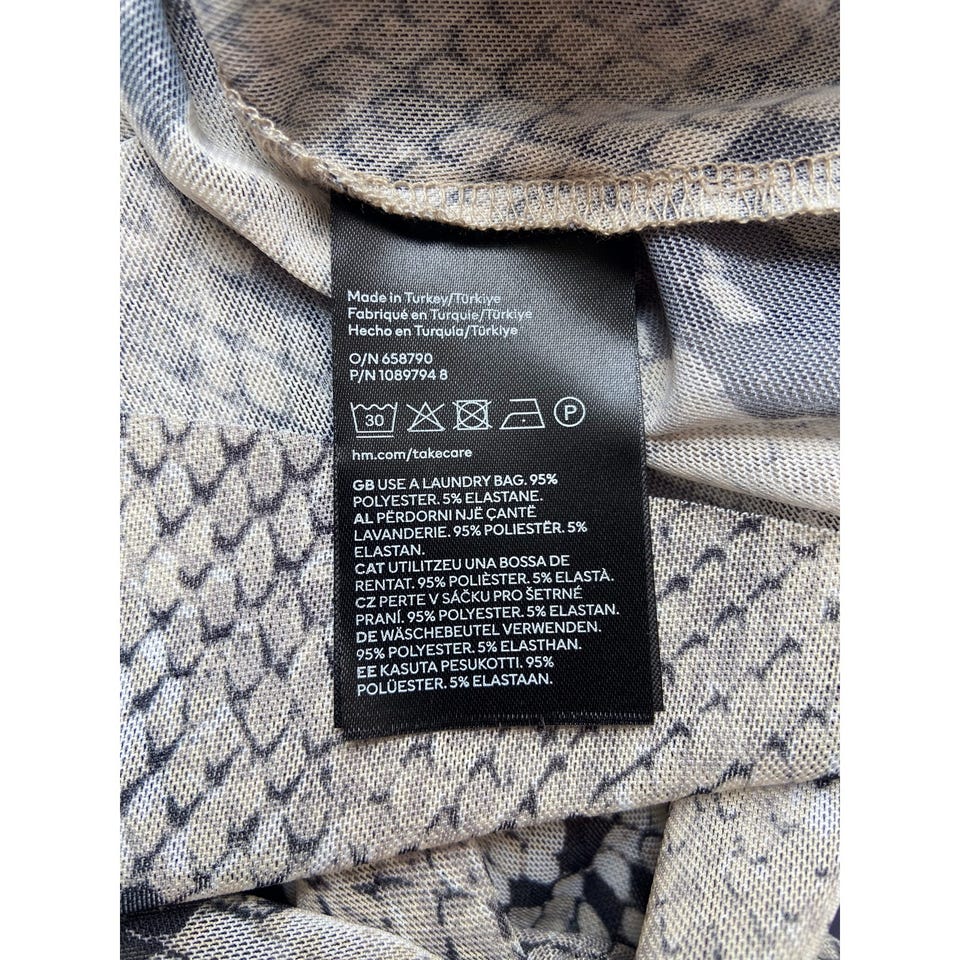 Made in Turkey/Türkiye
Fabriqué en Turquie/Türkiye
Hecho en Turquía/Türkiye
O/N 658790
P/N 1089794 8
30 P
hm.com/takecare
GB USE A LAUNDRY BAG. 95%
POLYESTER. 5% ELASTANE.
AL PËRDORNI NJË ÇANTË
LAVANDERIE. 95% POLIESTËR. 5%
ELASTAN.
CAT UTILITZEU UNA BOSSA DE
RENTAT. 95% POLIÈSTER. 5% ELASTÀ.
CZ PERTE V SÁČKU PRO ŠETRNÉ
PRANÍ. 95% POLYESTER. 5% ELASTAN.
DE WÄSCHEBEUTEL VERWENDEN.
95% POLYESTER. 5% ELASTHAN.
EE KASUTA PESUKOTTI. 95%
POLÜESTER. 5% ELASTAAN.